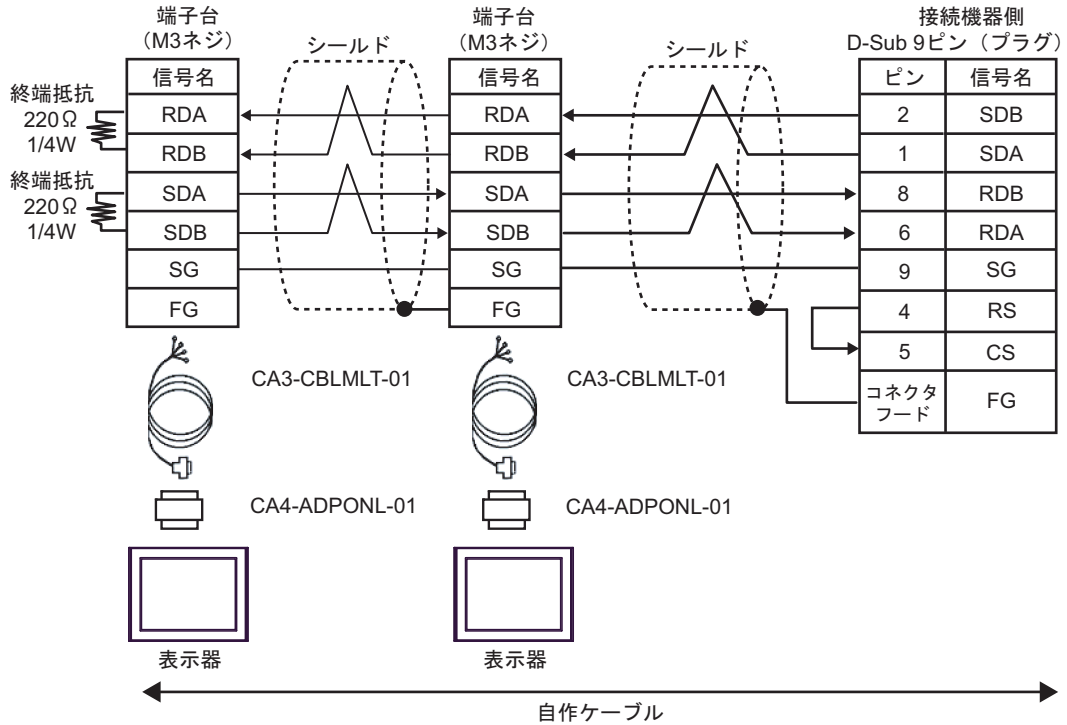 端子台
(M3ネジ)
シールド
端子台
(M3ネジ)
シールド
接続機器側
D-Sub 9ピン（プラグ）
終端抵抗
220Ω
1/4W
終端抵抗
220Ω
1/4W
信号名
RDA
RDB
SDA
SDB
SG
FG
信号名
RDA
RDB
SDA
SDB
SG
FG
ピン 信号名
2 SDB
1 SDA
8 RDB
6 RDA
9 SG
4 RS
5 CS
コネクタ
フード
FG
CA3-CBLMLT-01
CA3-CBLMLT-01
CA4-ADPONL-01
CA4-ADPONL-01
表示器
表示器
自作ケーブル